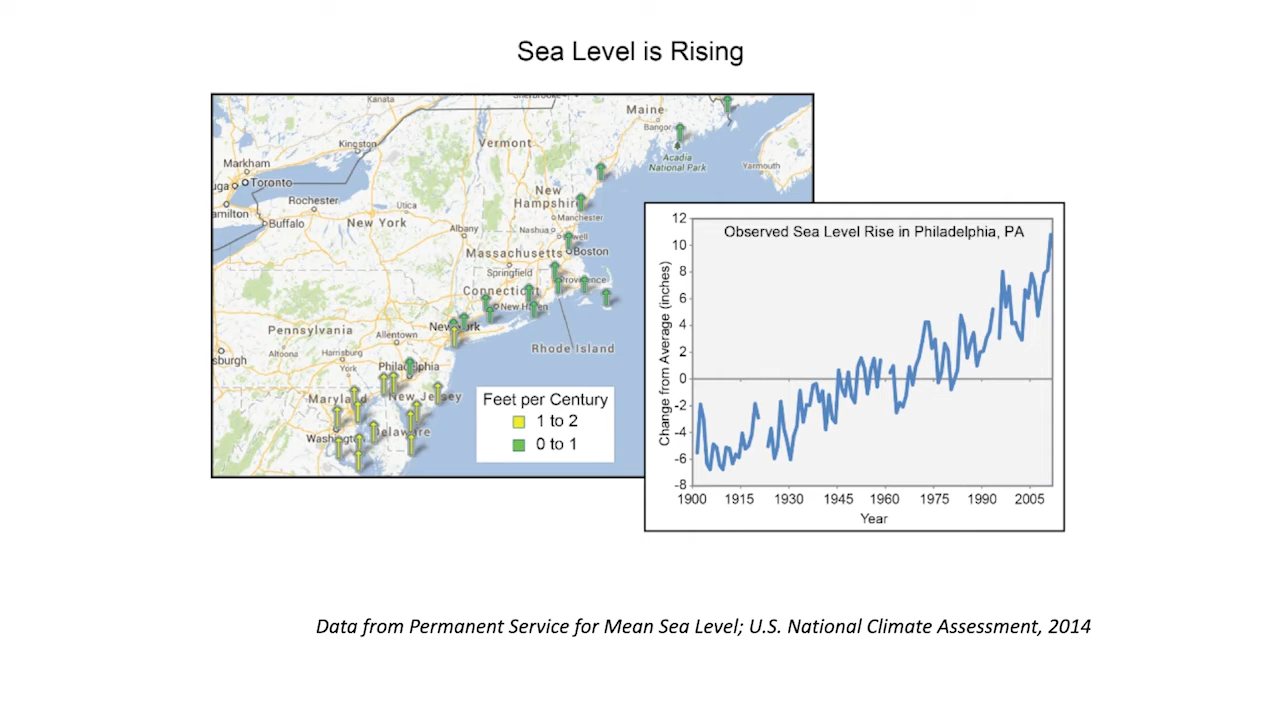 Sea Level is Rising
Kanata
Maine
Bangor
Vermont
Kingston
Acadia
National Park
Yarmouth
Markham
Toronto
Rochester
Utica
New
Hampshire
Manchester
Buffalo
New York
Albany
Nashua
Massachusetts
Boston
Springfield
Providence
Connecticut
New Haven
New York
Pennsylvania
Allentown
Rhode Island
Altoona
Harrisburg
York
Philadelphia
Maryland
New Jersey
Washington
Delaware
Feet per Century
1 to 2
0 to 1
Observed Sea Level Rise in Philadelphia, PA
Change from Average (inches)
12
10
8
6
4
2
0
-2
-4
-6
-8
1900 1915 1930 1945 1960 1975 1990 2005
Year
Data from Permanent Service for Mean Sea Level; U.S. National Climate Assessment, 2014